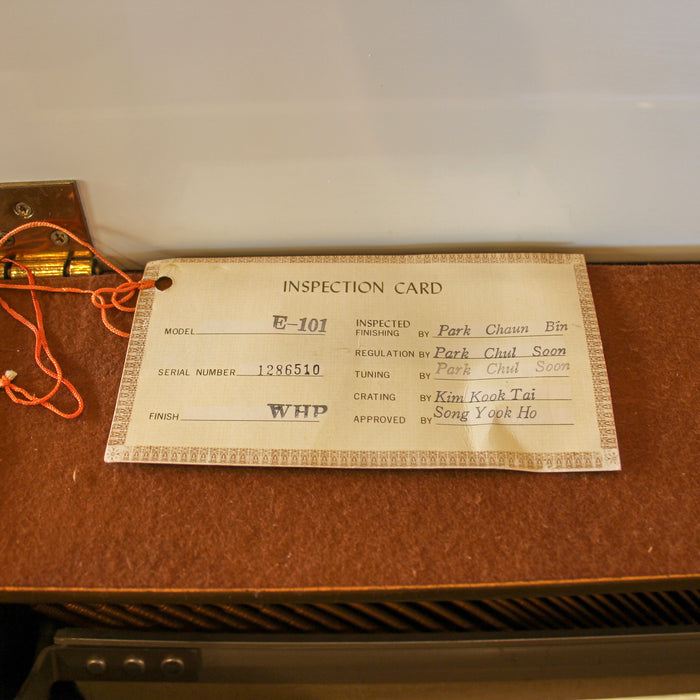 INSPECTION CARD
MODEL E-101
SERIAL NUMBER 1286510
FINISH WHP
INSPECTED
FINISHING BY Park Chaun Bin
REGULATION BY Park Chul Soon
TUNING BY Park Chul Soon
CRATING BY Kim Kook Tai
APPROVED BY Song Yook Ho